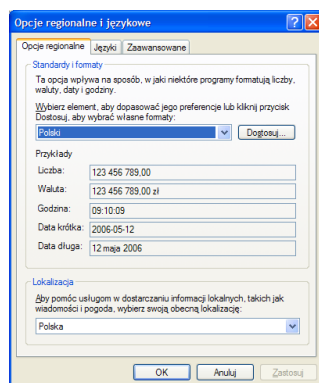 Opcje regionalne i językowe
Opcje regionalne Języki Zaawansowane
Standardy i formaty
Ta opcja wpływa na sposób, w jaki niektóre programy formatują liczby,
waluty, daty i godziny.
Wybierz element, aby dopasować jego preferencje lub kliknij przycisk
Dostosuj, aby wybrać własne formaty:
Polski Dostosuj...
Przykłady
Liczba: 123 456 789,00
Waluta: 123 456 789,00 zł
Godzina: 09:10:09
Data krótka: 2006-05-12
Data długa: 12 maja 2006
Lokalizacja
Aby pomóc usługom w dostarczaniu informacji lokalnych, takich jak
wiadomości i pogoda, wybierz swoją obecną lokalizację:
Polska
OK Anuluj Zastosuj